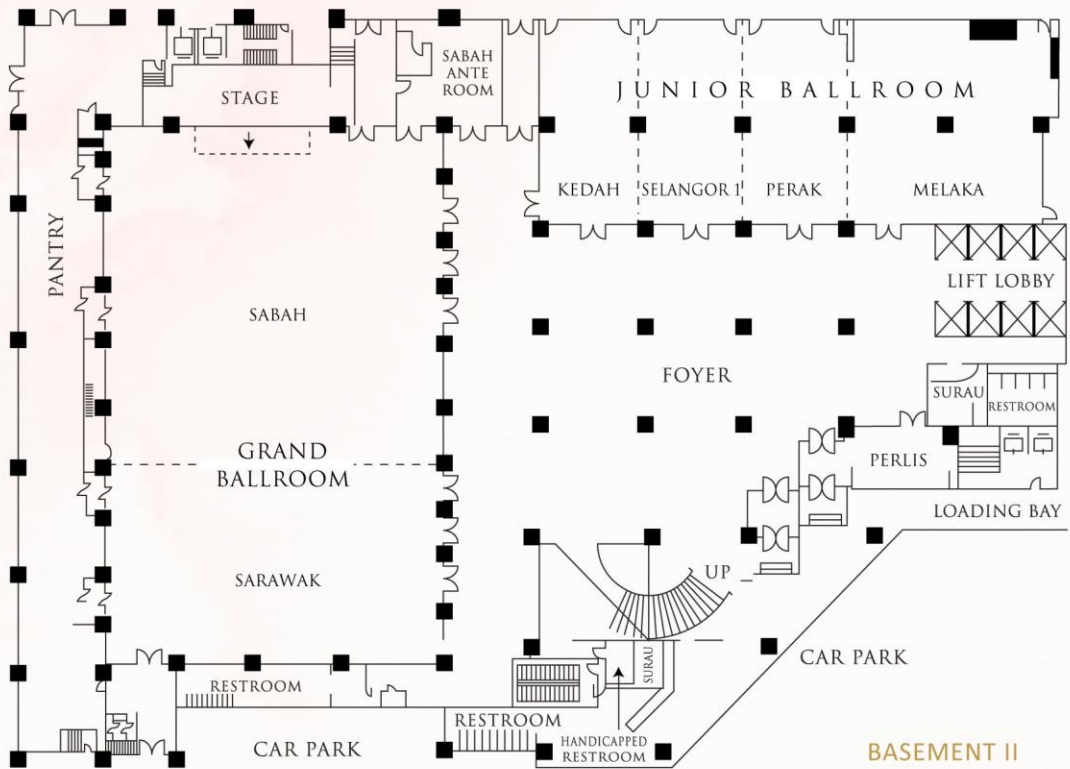 STAGE
SABAH
ANTE
ROOM
JUNIOR BALLROOM
KEDAH
SELANGOR 1
PERAK
MELAKA
PANTRY
LIFT LOBBY
SABAH
FOYER
SURAU
RESTROOM
GRAND
BALLROOM
PERLIS
LOADING BAY
SARAWAK
UP
CAR PARK
SURAU
RESTROOM
RESTROOM
CAR PARK
HANDICAPPED
RESTROOM
BASEMENT II